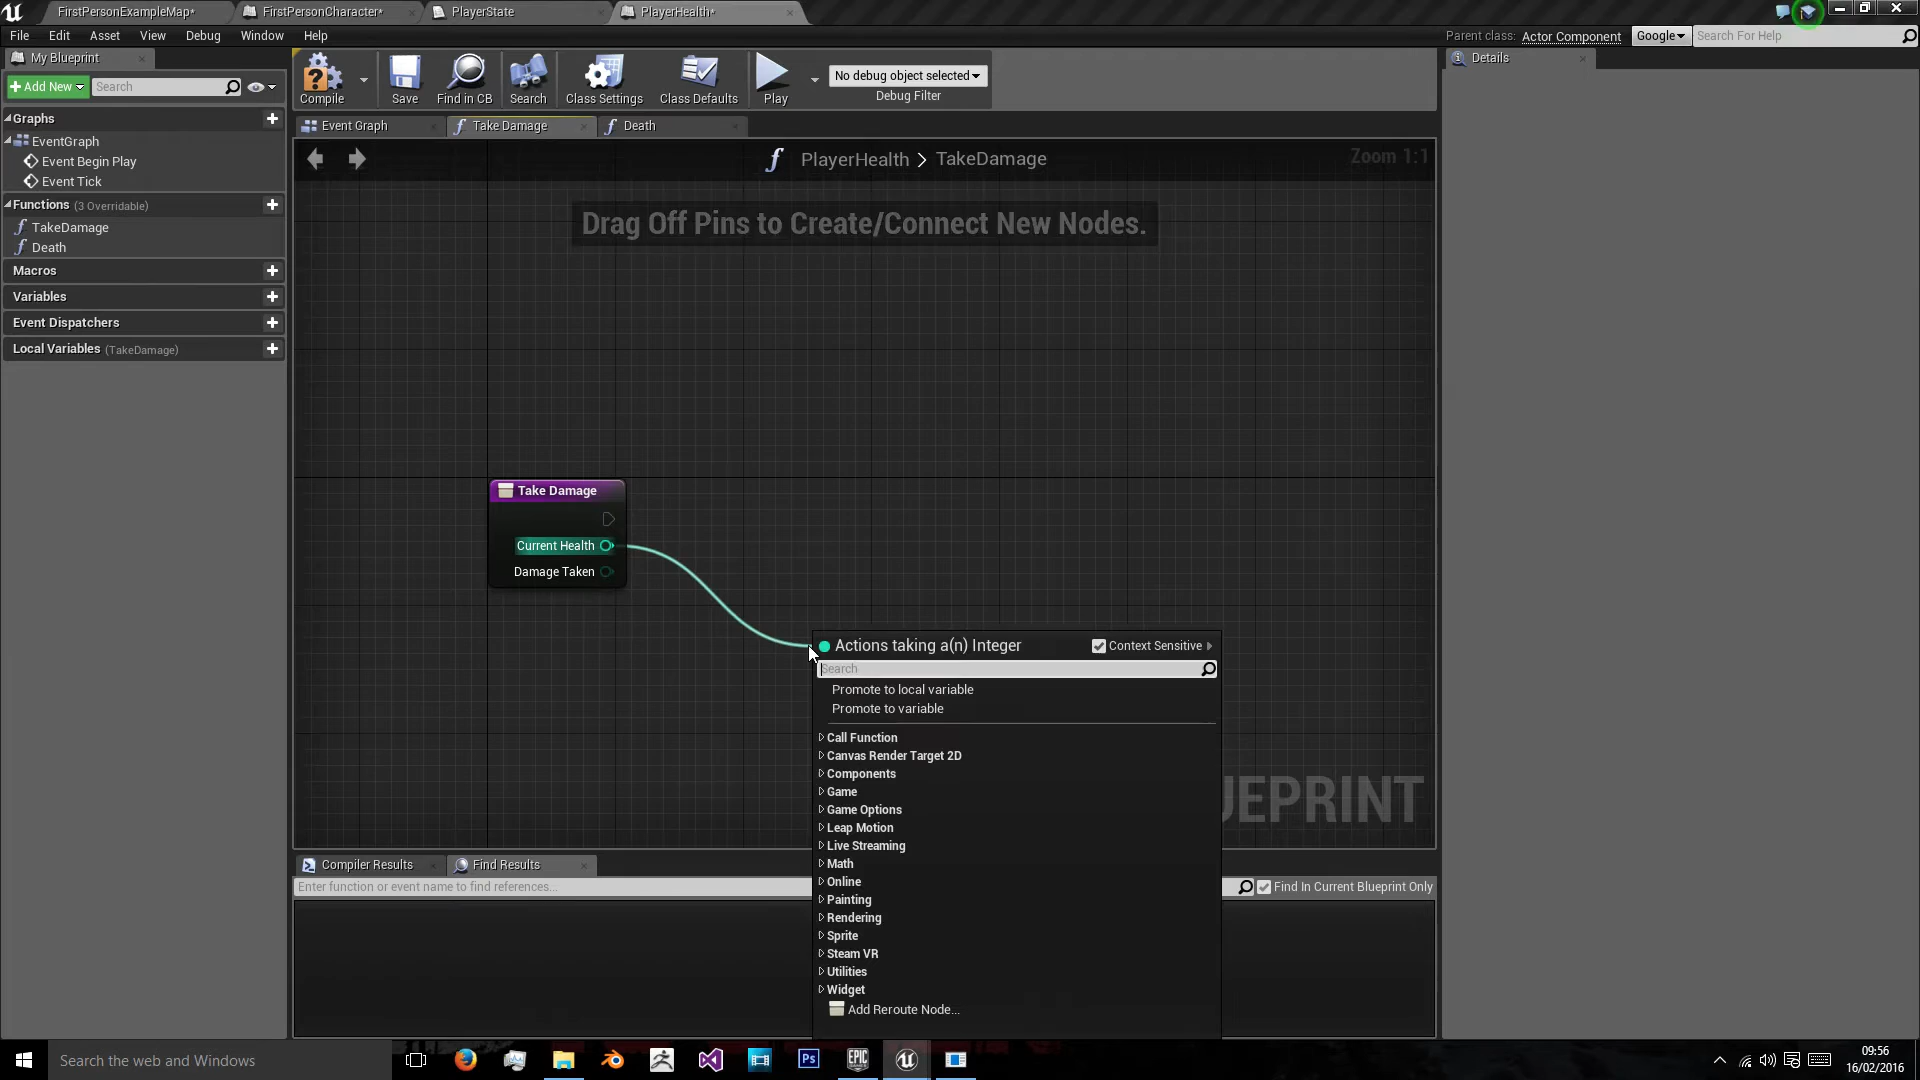 FirstPersonExampleMap*
FirstPersonCharacter*
PlayerState
PlayerHealth*
File Edit Asset View Debug Window Help
Parent class: Actor Component Google Search For Help
My Blueprint
Add New Search
Graphs
EventGraph
Event Begin Play
Event Tick
Functions (3 Overridable)
TakeDamage
Death
Macros
Variables
Event Dispatchers
Local Variables (TakeDamage)
Compile Save Find in CB Search Class Settings Class Defaults Play
No debug object selected
Debug Filter
Event Graph Take Damage Death
PlayerHealth > TakeDamage
Zoom 1:1
Drag Off Pins to Create/Connect New Nodes.
Take Damage
Current Health
Damage Taken
Actions taking a(n) Integer Context Sensitive
Search
Promote to local variable
Promote to variable
Call Function
Canvas Render Target 2D
Components
Game
Game Options
Leap Motion
Live Streaming
Math
Online
Painting
Rendering
Sprite
Steam VR
Utilities
Widget
Add Reroute Node...
UEPRINT
Compiler Results Find Results
Enter function or event name to find references...
Find In Current Blueprint Only
Details
Search the web and Windows
Ps
EPIC
GAMES
09:56
16/02/2016